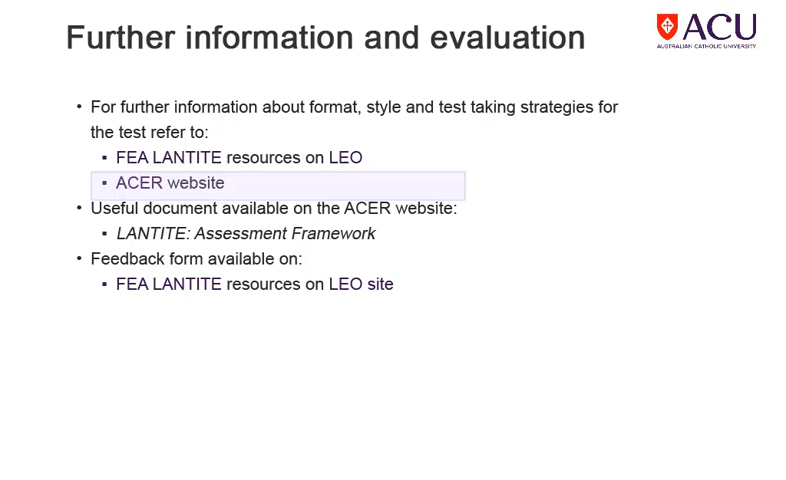 Further information and evaluation
ACU
AUSTRALIAN CATHOLIC UNIVERSITY
• For further information about format, style and test taking strategies for
the test refer to:
▪ FEA LANTITE resources on LEO
▪ ACER website
• Useful document available on the ACER website:
▪ LANTITE: Assessment Framework
• Feedback form available on:
▪ FEA LANTITE resources on LEO site